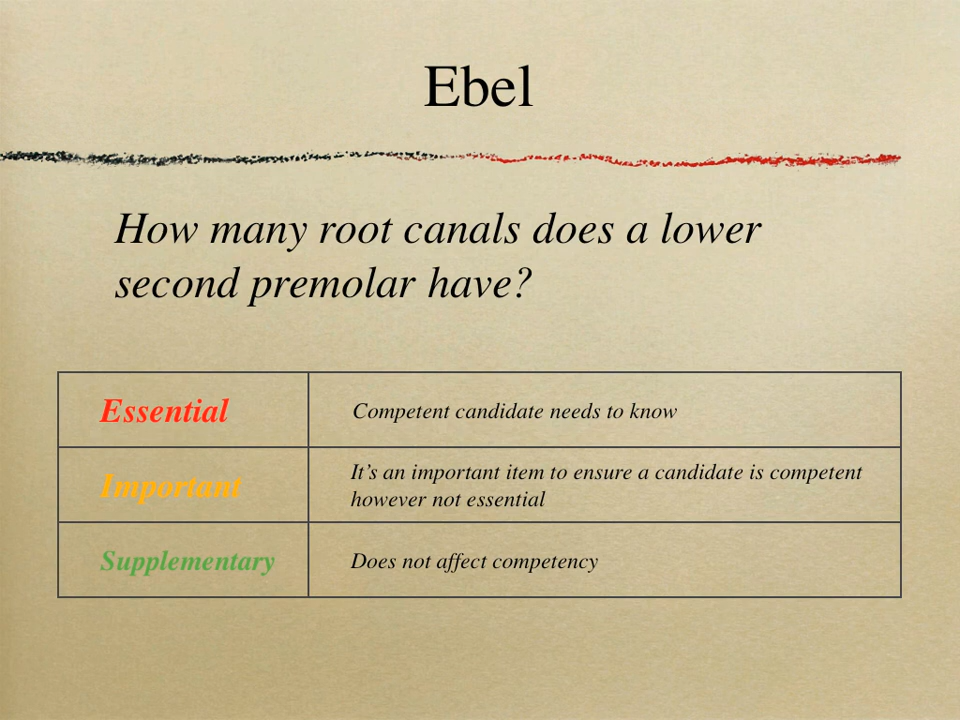 Ebel
How many root canals does a lower
second premolar have?
Essential
Competent candidate needs to know
Important
It's an important item to ensure a candidate is competent
however not essential
Supplementary
Does not affect competency